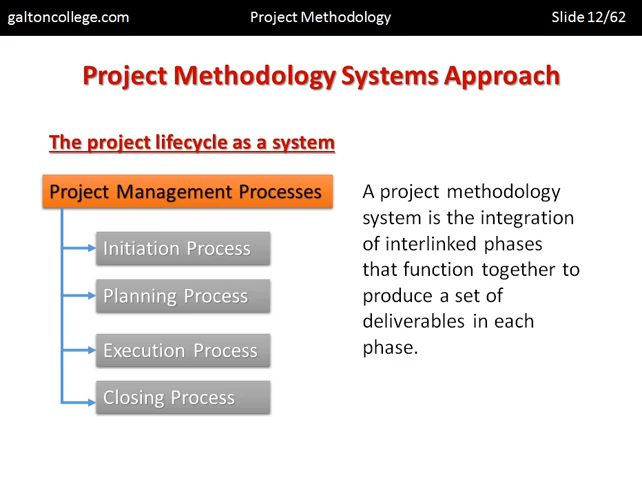 galtoncollege.com
Project Methodology
Slide 12/62
Project Methodology Systems Approach
The project lifecycle as a system
Project Management Processes
Initiation Process
Planning Process
Execution Process
Closing Process
A project methodology
system is the integration
of interlinked phases
that function together to
produce a set of
deliverables in each
phase.